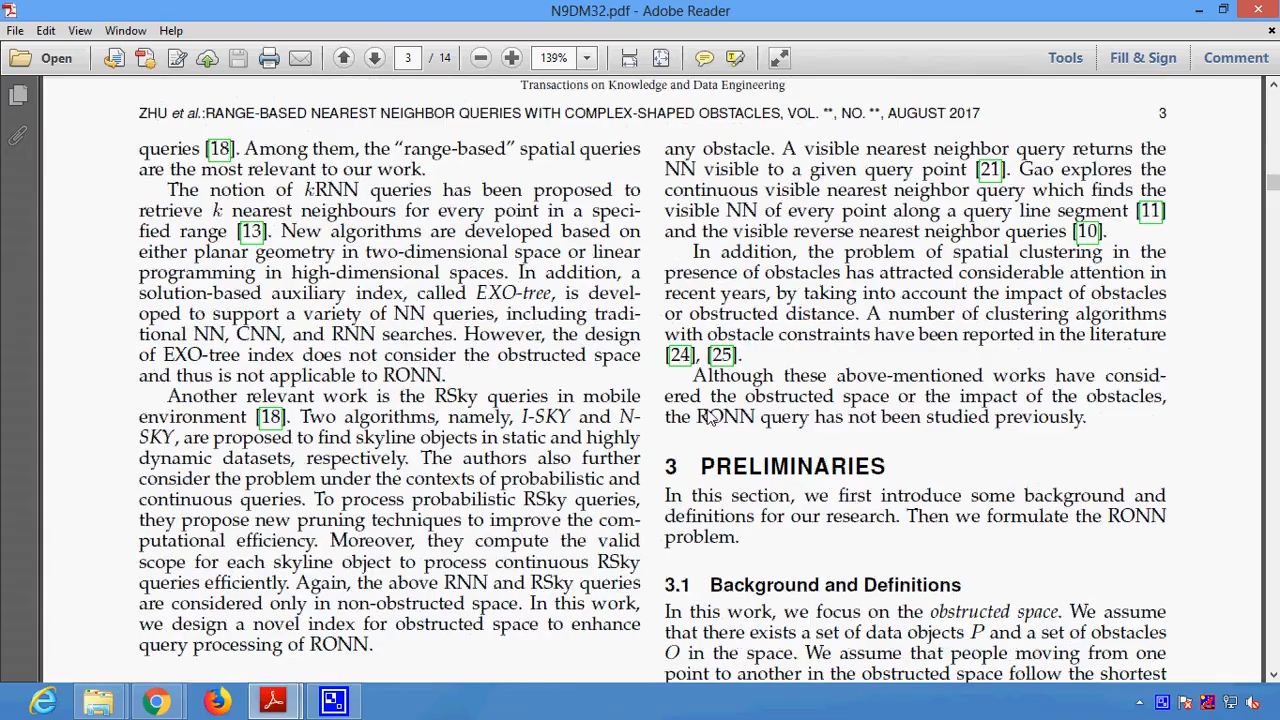 N9DM32.pdf - Adobe Reader
File Edit View Window Help
Open 3 / 14 139% Tools Fill & Sign Comment
Transactions on Knowledge and Data Engineering
ZHU et al.:RANGE-BASED NEAREST NEIGHBOR QUERIES WITH COMPLEX-SHAPED OBSTACLES, VOL. **, NO. **, AUGUST 2017 3
queries [18]. Among them, the “range-based” spatial queries
are the most relevant to our work.
The notion of kRNN queries has been proposed to
retrieve k nearest neighbours for every point in a speci-
fied range [13]. New algorithms are developed based on
either planar geometry in two-dimensional space or linear
programming in high-dimensional spaces. In addition, a
solution-based auxiliary index, called EXO-tree, is devel-
oped to support a variety of NN queries, including tradi-
tional NN, CNN, and RNN searches. However, the design
of EXO-tree index does not consider the obstructed space
and thus is not applicable to RONN.
Another relevant work is the RSky queries in mobile
environment [18]. Two algorithms, namely, I-SKY and N-
SKY, are proposed to find skyline objects in static and highly
dynamic datasets, respectively. The authors also further
consider the problem under the contexts of probabilistic and
continuous queries. To process probabilistic RSky queries,
they propose new pruning techniques to improve the com-
putational efficiency. Moreover, they compute the valid
scope for each skyline object to process continuous RSky
queries efficiently. Again, the above RNN and RSky queries
are considered only in non-obstructed space. In this work,
we design a novel index for obstructed space to enhance
query processing of RONN.
any obstacle. A visible nearest neighbor query returns the
NN visible to a given query point [21]. Gao explores the
continuous visible nearest neighbor query which finds the
visible NN of every point along a query line segment [11]
and the visible reverse nearest neighbor queries [10].
In addition, the problem of spatial clustering in the
presence of obstacles has attracted considerable attention in
recent years, by taking into account the impact of obstacles
or obstructed distance. A number of clustering algorithms
with obstacle constraints have been reported in the literature
[24], [25].
Although these above-mentioned works have consid-
ered the obstructed space or the impact of the obstacles,
the RONN query has not been studied previously.
3 PRELIMINARIES
In this section, we first introduce some background and
definitions for our research. Then we formulate the RONN
problem.
3.1 Background and Definitions
In this work, we focus on the obstructed space. We assume
that there exists a set of data objects P and a set of obstacles
O in the space. We assume that people moving from one
point to another in the obstructed space follow the shortest